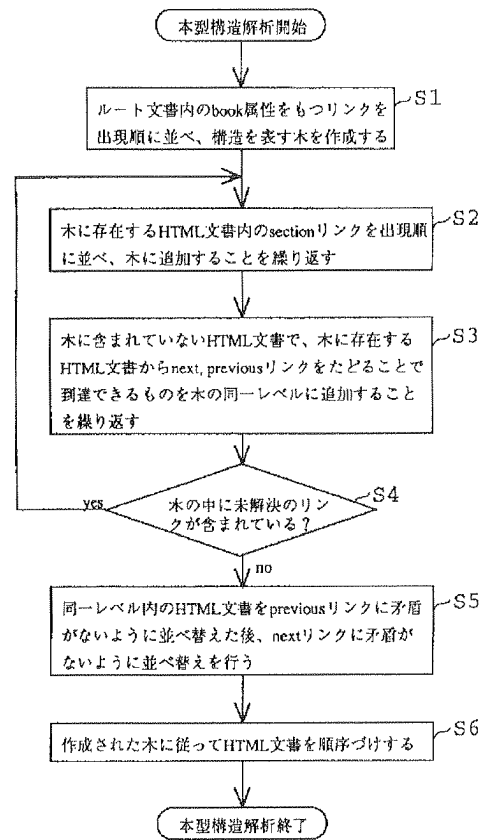 本型構造解析開始
S1
ルート文書内のbook属性をもつリンクを
出現順に並べ、構造を表す木を作成する
S2
木に存在するHTML文書内のsectionリンクを出現順
に並べ、木に追加することを繰り返す
S3
木に含まれていないHTML文書で、木に存在する
HTML文書からnext, previousリンクをたどることで
到達できるものを木の同一レベルに追加すること
を繰り返す
S4
yes
木の中に未解決のリン
クが含まれている？
no
S5
同一レベル内のHTML文書をpreviousリンクに矛盾
がないように並べ替えた後、nextリンクに矛盾が
ないように並べ替えを行う
S6
作成された木に従ってHTML文書を順序づけする
本型構造解析終了